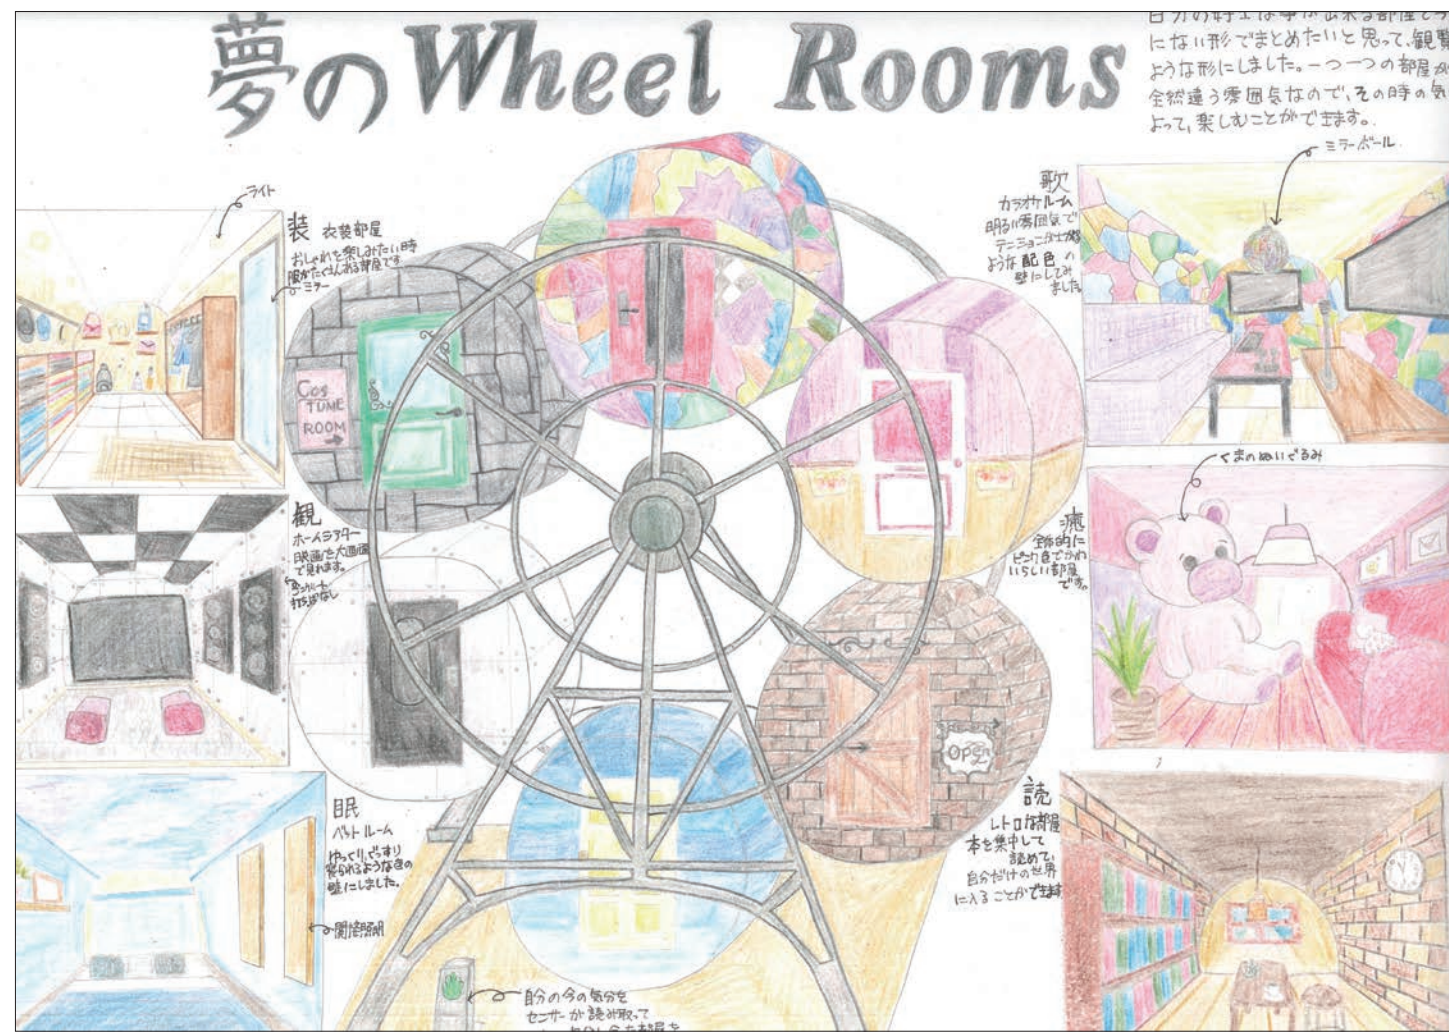 夢のWheel Rooms
にない形でまとめたいと思って、観覧
ような形にしました。一つ一つの部屋が
全然違う雰囲気なので、その時の気
よって、楽しむことができます。
ミラーボール
ライト
装 衣装部屋
おしゃれを楽しみたい時
服がたくさんある部屋です
ミラー
COS
TUME
ROOM
歌
カラオケルーム
明るい雰囲気で
テンションが上がる
ような配色の
壁にしてみ
ました
くまのぬいぐるみ
観
ホームシアター
映画を大画面
で見れます。
コンクリート
打ちぱなし
癒
全体的に
ピンク色でかわ
いらしい部屋
です。
OPEN
眠
ベットルーム
ゆっくり、ぐっすり
寝られるような色の
壁にしました。
間接照明
読
レトロな部屋
本を集中して
読めて、
自分だけの世界
に入ることができます
自分の今の気分を
センサーが読み取って